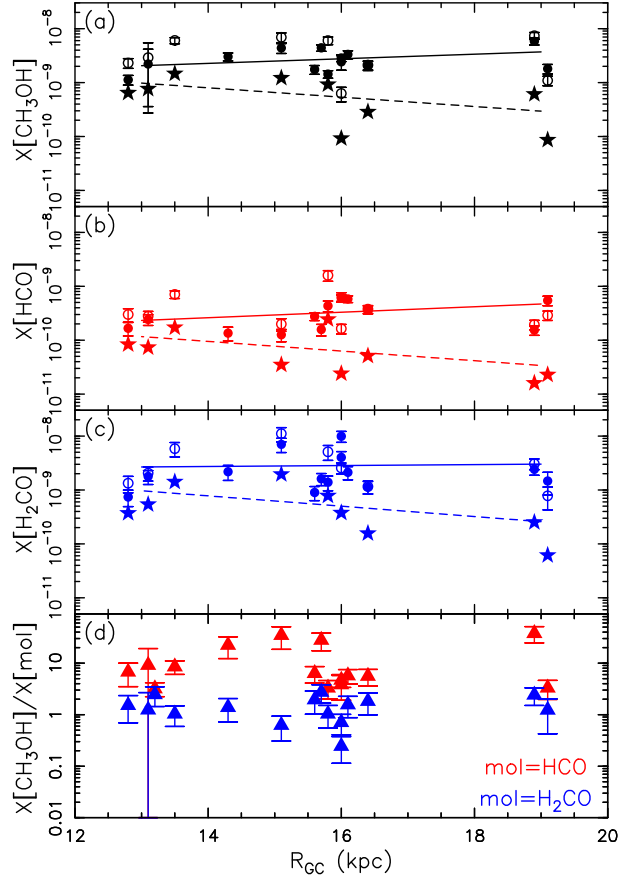 (a)
X[CH₃OH]
10⁻⁸
10⁻⁹
10⁻¹⁰
10⁻¹¹
(b)
X[HCO]
10⁻⁸
10⁻⁹
10⁻¹⁰
10⁻¹¹
(c)
X[H₂CO]
10⁻⁸
10⁻⁹
10⁻¹⁰
10⁻¹¹
(d)
X[CH₃OH]/X[mol]
10
1
0.1
0.01
mol=HCO
mol=H₂CO
12 14 16 18 20
R_GC (kpc)